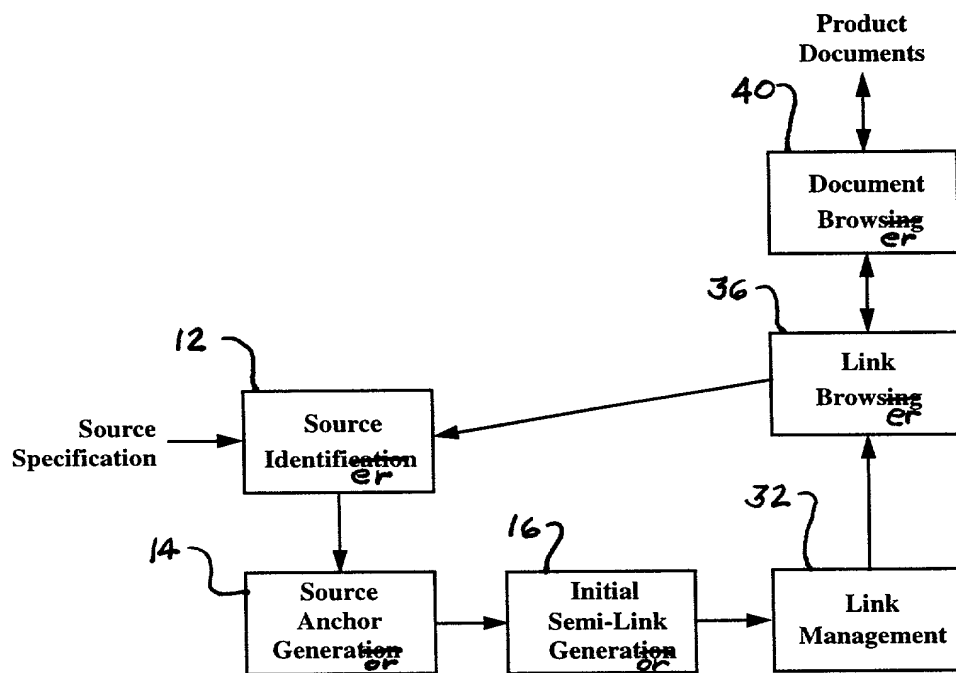 Product
Documents
40
Document
Browsing
er
36
Link
Browsing
er
12
Source
Specification
Source
Identification
er
14
Source
Anchor
Generation
or
16
Initial
Semi-Link
Generation
or
32
Link
Management